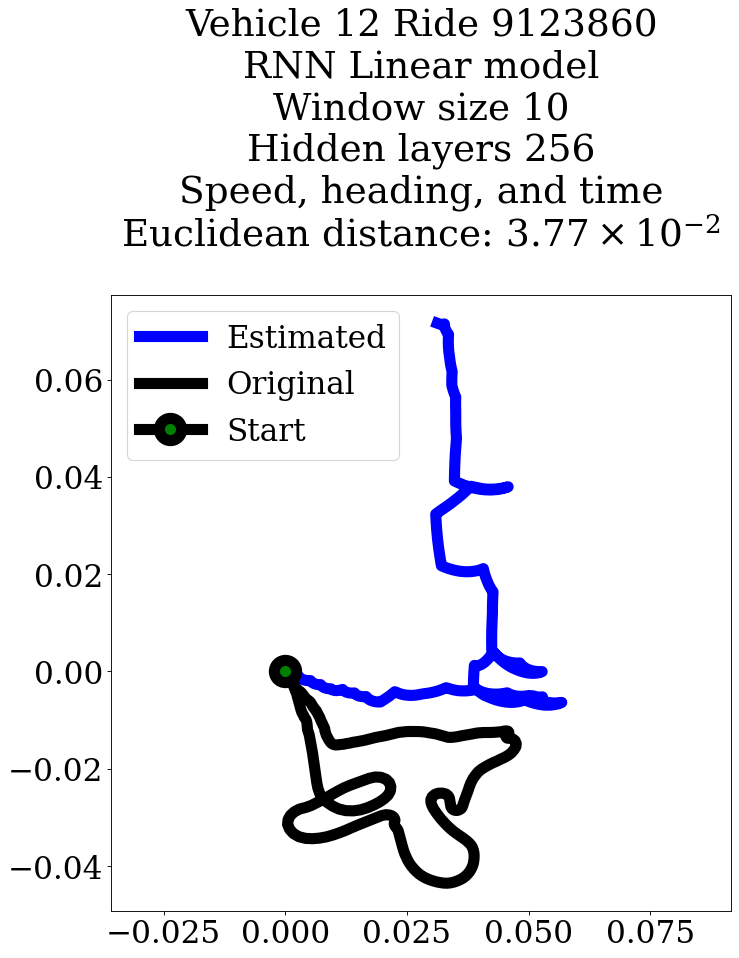 Vehicle 12 Ride 9123860
RNN Linear model
Window size 10
Hidden layers 256
Speed, heading, and time
Euclidean distance: 3.77 × 10⁻²
Estimated
Original
Start
0.06
0.04
0.02
0.00
−0.02
−0.04
−0.025 0.000 0.025 0.050 0.075